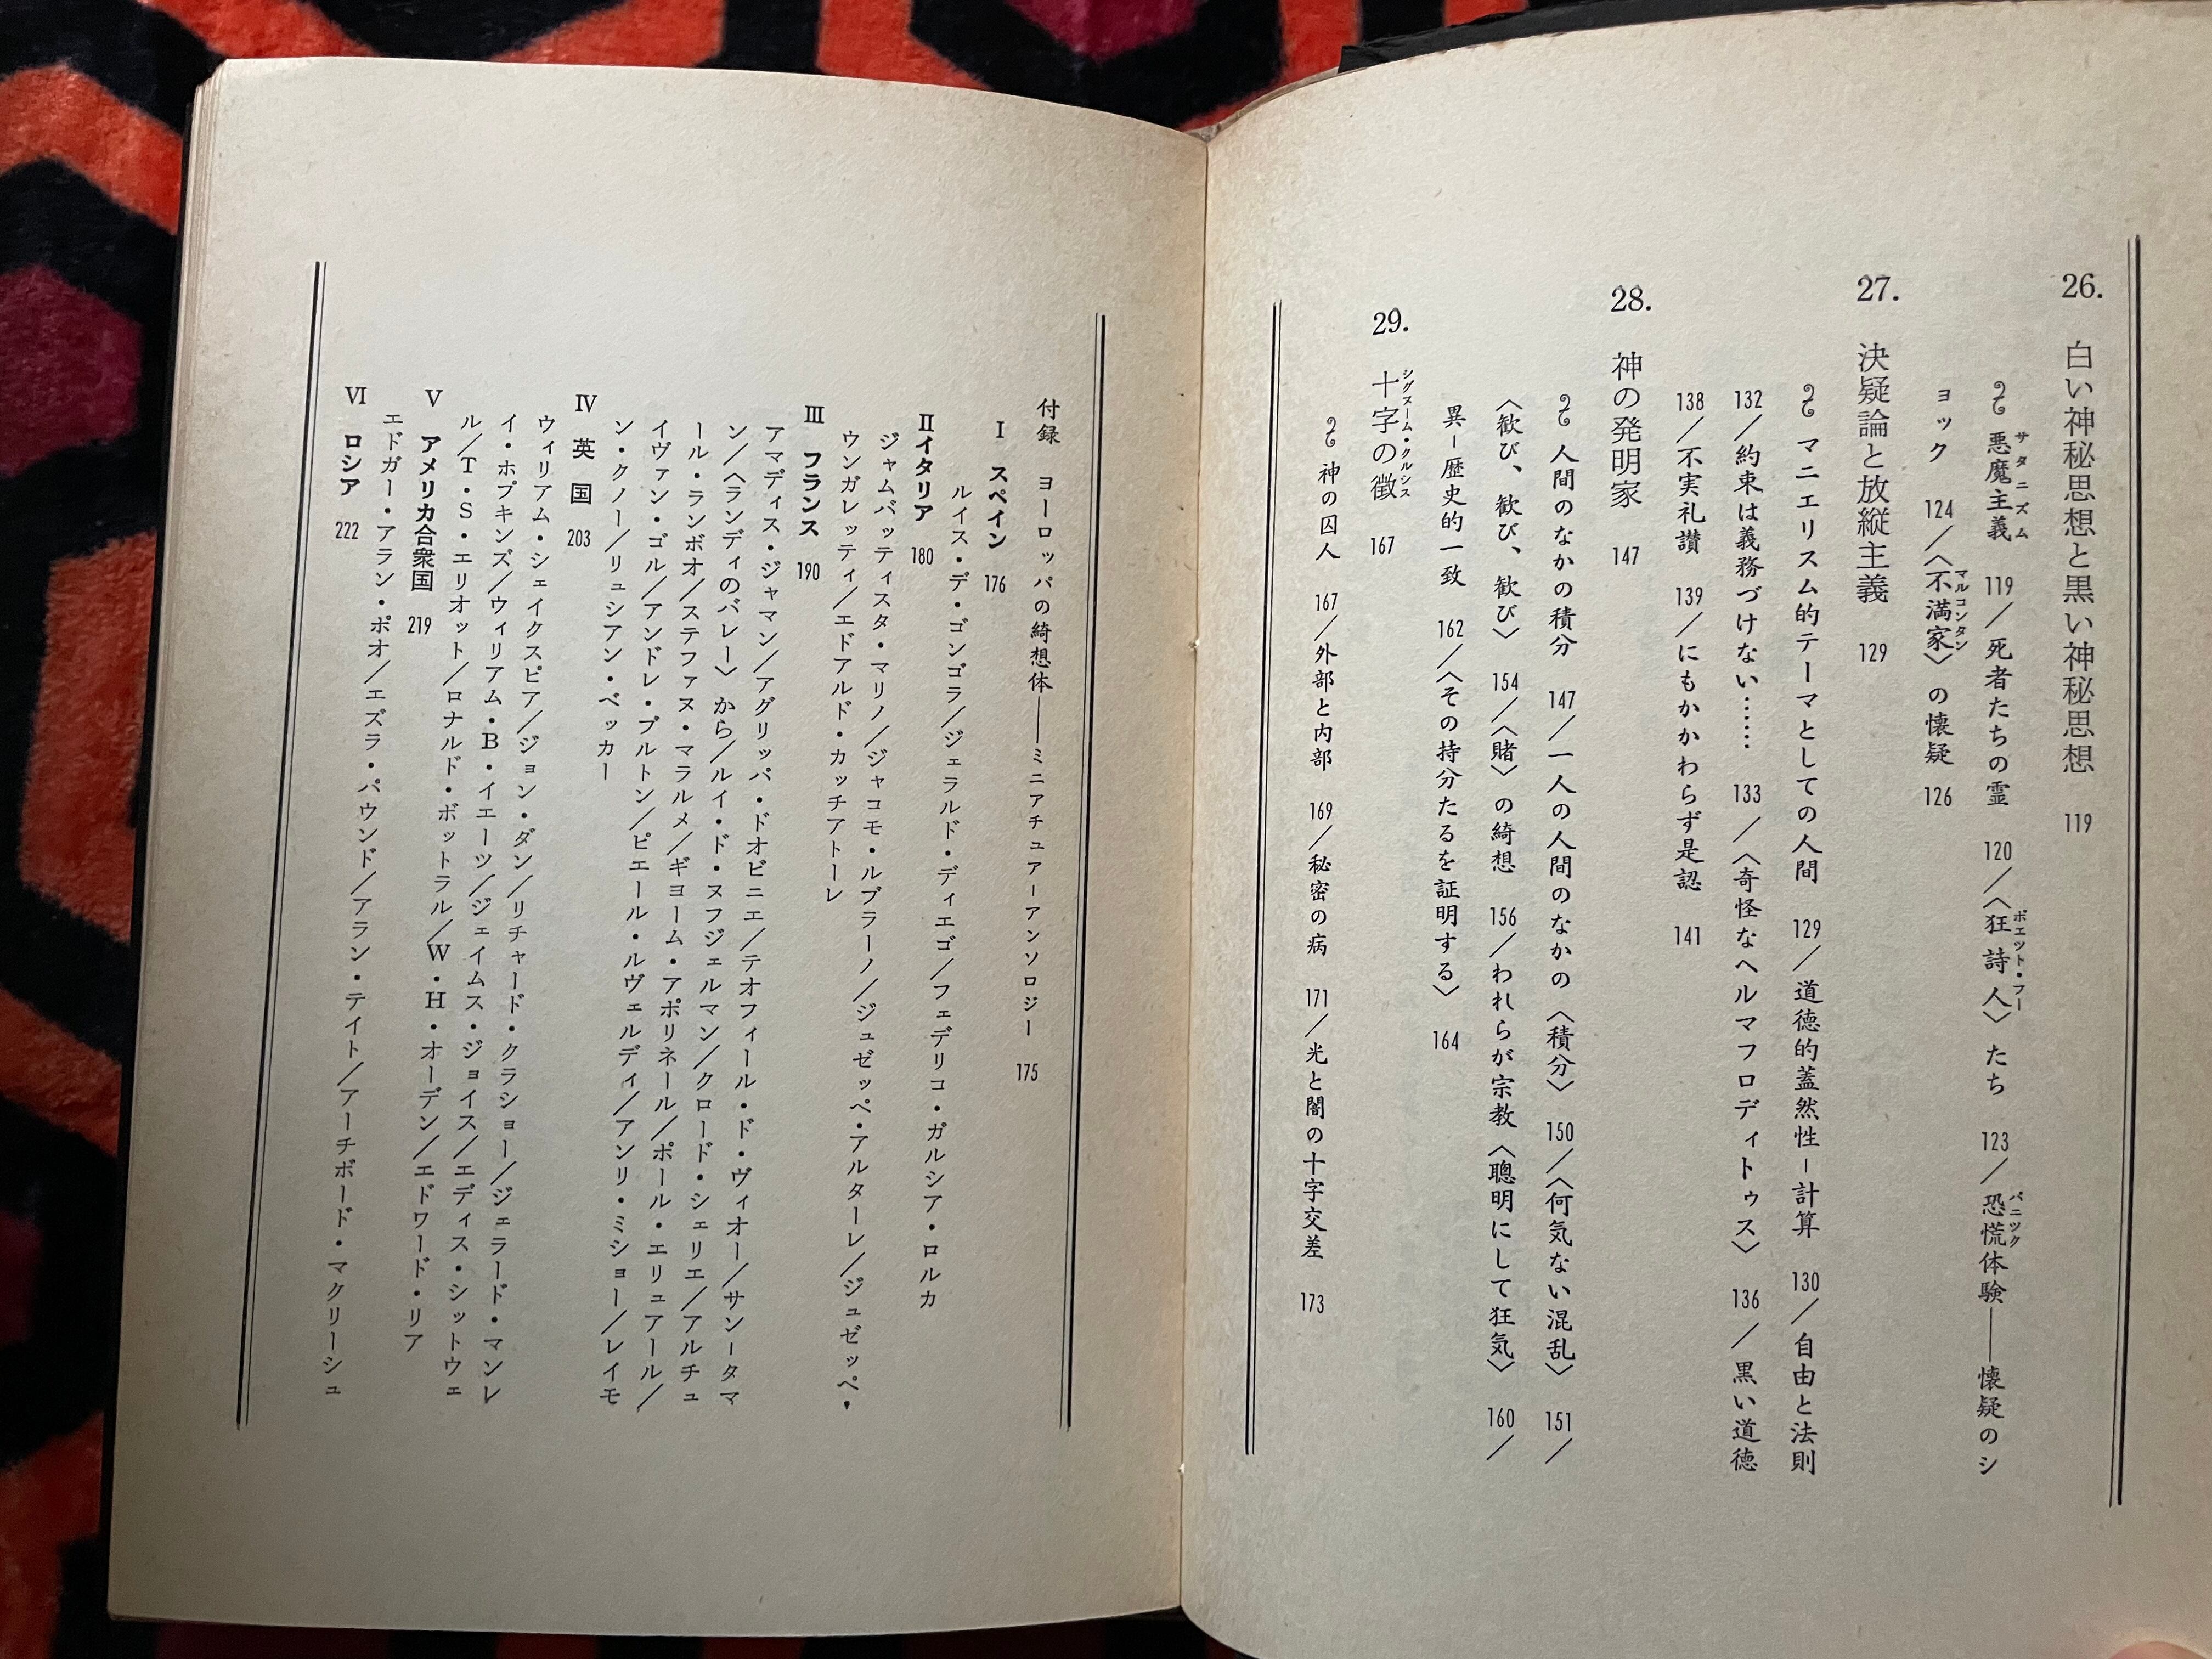 26. 白い神秘思想と黒い神秘思想 119
悪魔主義 119／死者たちの霊 120／〈狂詩人〉たち 123／恐慌体験——懐疑のシ
サタニズム ポエット・フー パニック
ョック 124／〈不満家〉の懐疑 126
マルコンタン
27. 決疑論と放縦主義 129
マニエリスム的テーマとしての人間 129／道徳的蓋然性-計算 130／自由と法則
132／約束は義務づけない…… 133／〈奇怪なヘルマフロディトゥス〉 136／黒い道徳
138／不実礼讃 139／にもかかわらず是認 141
28. 神の発明家 147
人間のなかの積分 147／一人の人間のなかの〈積分〉 150／〈何気ない混乱〉 151／
〈歓び、歓び、歓び〉 154／〈賭〉の綺想 156／われらが宗教〈聰明にして狂気〉 160／
異-歴史的一致 162／〈その持分たるを証明する〉 164
29. 十字の徴 167
シグヌーム・クルシス
神の囚人 167／外部と内部 169／秘密の病 171／光と闇の十字交差 173
付録 ヨーロッパの綺想体——ミニアチュアーアンソロジー 175
Ⅰ スペイン 176
ルイス・デ・ゴンゴラ／ジェラルド・ディエゴ／フェデリコ・ガルシア・ロルカ
Ⅱ イタリア 180
ジャムバッティスタ・マリノ／ジャコモ・ルブラーノ／ジュゼッペ・アルターレ／ジュゼッペ・
ウンガレッティ／エドアルド・カッチアトーレ
Ⅲ フランス 190
アマディス・ジャマン／アグリッパ・ドオビニエ／テオフィール・ド・ヴィオー／サン-タマ
ン／〈ランディのバレー〉から／ルイ・ド・ヌフジェルマン／クロード・シェリエ／アルチュ
ール・ランボオ／ステファヌ・マラルメ／ギヨーム・アポリネール／ポール・エリュアール／
イヴァン・ゴル／アンドレ・ブルトン／ピエール・ルヴェルディ／アンリ・ミショー／レイモ
ン・クノー／リュシアン・ベッカー
Ⅳ 英国 203
ウィリアム・シェイクスピア／ジョン・ダン／リチャード・クラショー／ジェラード・マンレ
イ・ホプキンズ／ウィリアム・B・イエーツ／ジェイムス・ジョイス／エディス・シットウェ
ル／T・S・エリオット／ロナルド・ボットラル／W・H・オーデン／エドワード・リア
Ⅴ アメリカ合衆国 219
エドガー・アラン・ポオ／エズラ・パウンド／アラン・テイト／アーチボード・マクリーシュ
Ⅵ ロシア 222